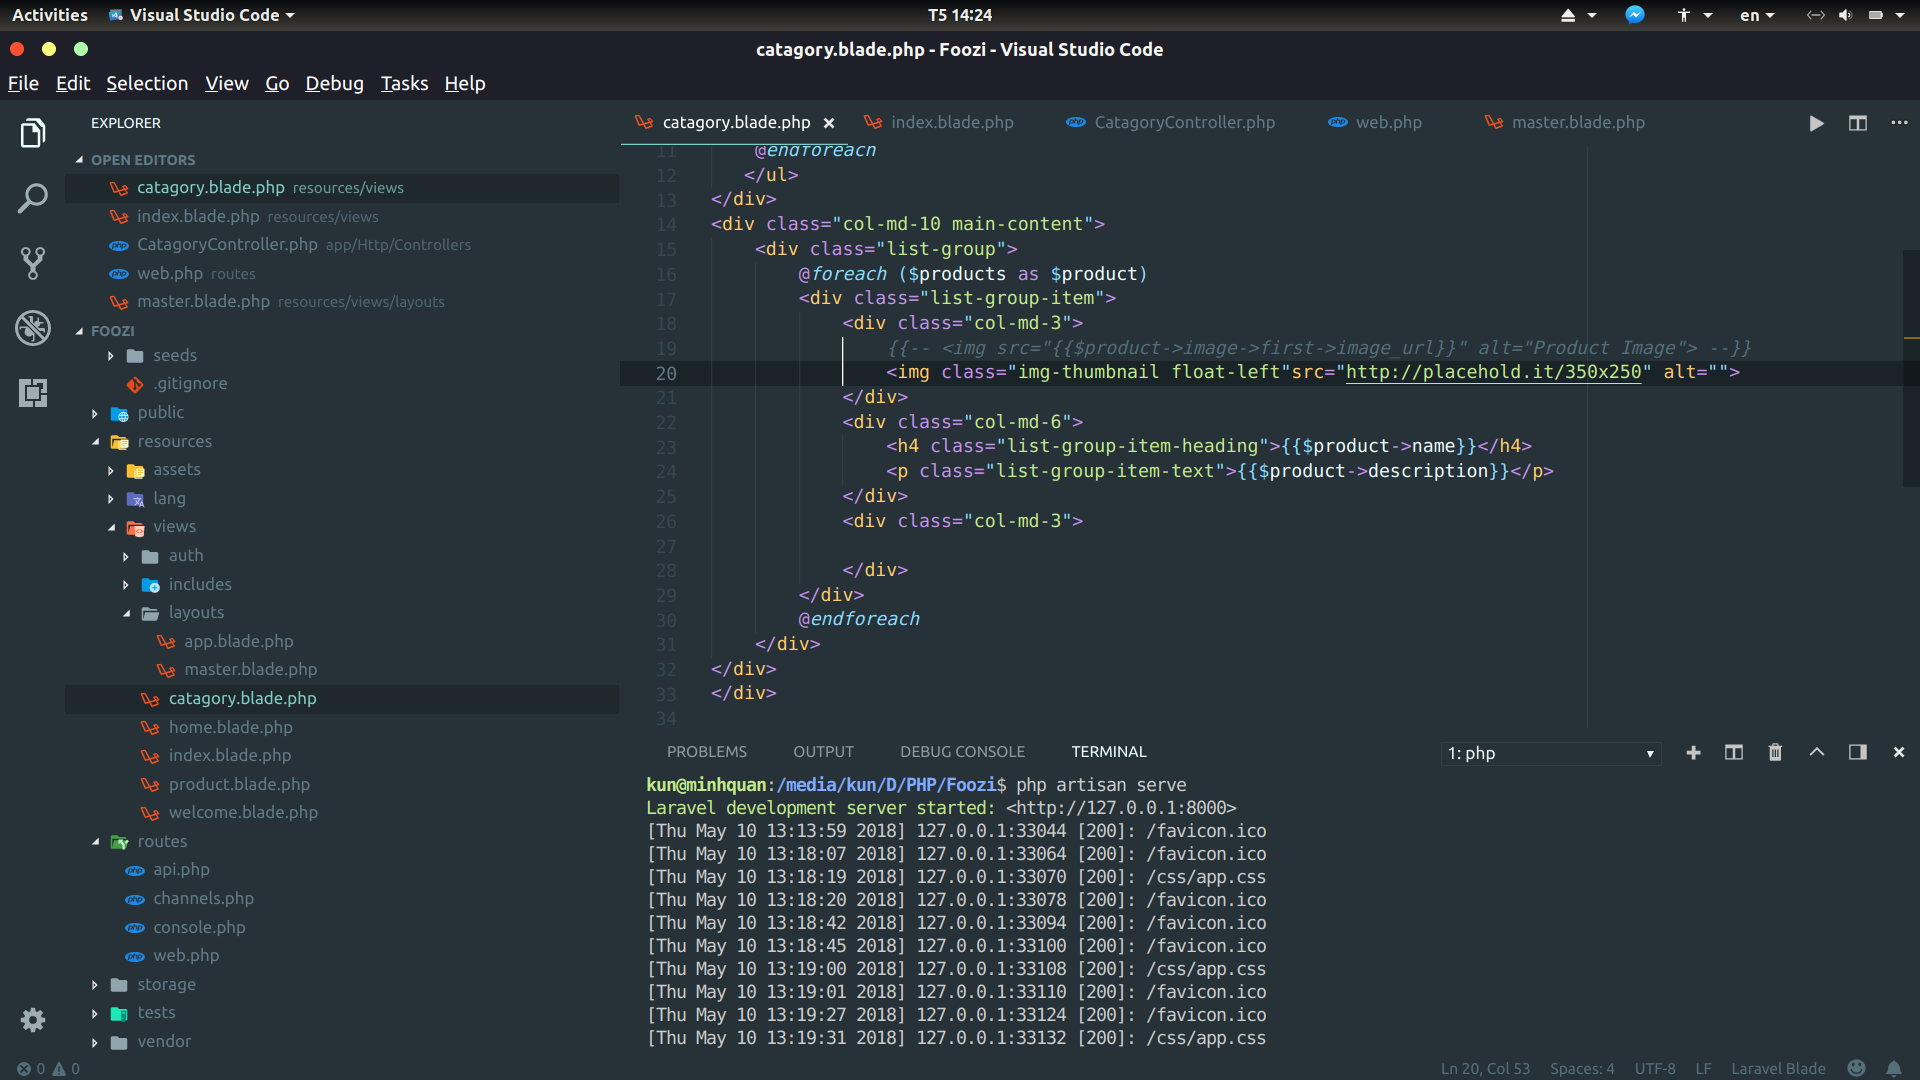 Activities Visual Studio Code T5 14:24 en
catagory.blade.php - Foozi - Visual Studio Code
File Edit Selection View Go Debug Tasks Help
EXPLORER
OPEN EDITORS
catagory.blade.php resources/views
index.blade.php resources/views
CatagoryController.php app/Http/Controllers
web.php routes
master.blade.php resources/views/layouts
FOOZI
seeds
.gitignore
public
resources
assets
lang
views
auth
includes
layouts
app.blade.php
master.blade.php
catagory.blade.php
home.blade.php
index.blade.php
product.blade.php
welcome.blade.php
routes
php api.php
php channels.php
php console.php
php web.php
storage
tests
vendor
catagory.blade.php index.blade.php php CatagoryController.php php web.php master.blade.php
11 @endforeach
12 </ul>
13 </div>
14 <div class="col-md-10 main-content">
15 <div class="list-group">
16 @foreach ($products as $product)
17 <div class="list-group-item">
18 <div class="col-md-3">
19 {{-- <img src="{{$product->image->first->image_url}}" alt="Product Image"> --}}
20 <img class="img-thumbnail float-left"src="http://placehold.it/350x250" alt="">
21 </div>
22 <div class="col-md-6">
23 <h4 class="list-group-item-heading">{{$product->name}}</h4>
24 <p class="list-group-item-text">{{$product->description}}</p>
25 </div>
26 <div class="col-md-3">
27
28 </div>
29 </div>
30 @endforeach
31 </div>
32 </div>
33 </div>
34
PROBLEMS OUTPUT DEBUG CONSOLE TERMINAL 1: php
kun@minhquan:/media/kun/D/PHP/Foozi$ php artisan serve
Laravel development server started: <http://127.0.0.1:8000>
[Thu May 10 13:13:59 2018] 127.0.0.1:33044 [200]: /favicon.ico
[Thu May 10 13:18:07 2018] 127.0.0.1:33064 [200]: /favicon.ico
[Thu May 10 13:18:19 2018] 127.0.0.1:33070 [200]: /css/app.css
[Thu May 10 13:18:20 2018] 127.0.0.1:33078 [200]: /favicon.ico
[Thu May 10 13:18:42 2018] 127.0.0.1:33094 [200]: /favicon.ico
[Thu May 10 13:18:45 2018] 127.0.0.1:33100 [200]: /favicon.ico
[Thu May 10 13:19:00 2018] 127.0.0.1:33108 [200]: /css/app.css
[Thu May 10 13:19:01 2018] 127.0.0.1:33110 [200]: /favicon.ico
[Thu May 10 13:19:27 2018] 127.0.0.1:33124 [200]: /favicon.ico
[Thu May 10 13:19:31 2018] 127.0.0.1:33132 [200]: /css/app.css
0 0 Ln 20, Col 53 Spaces: 4 UTF-8 LF Laravel Blade